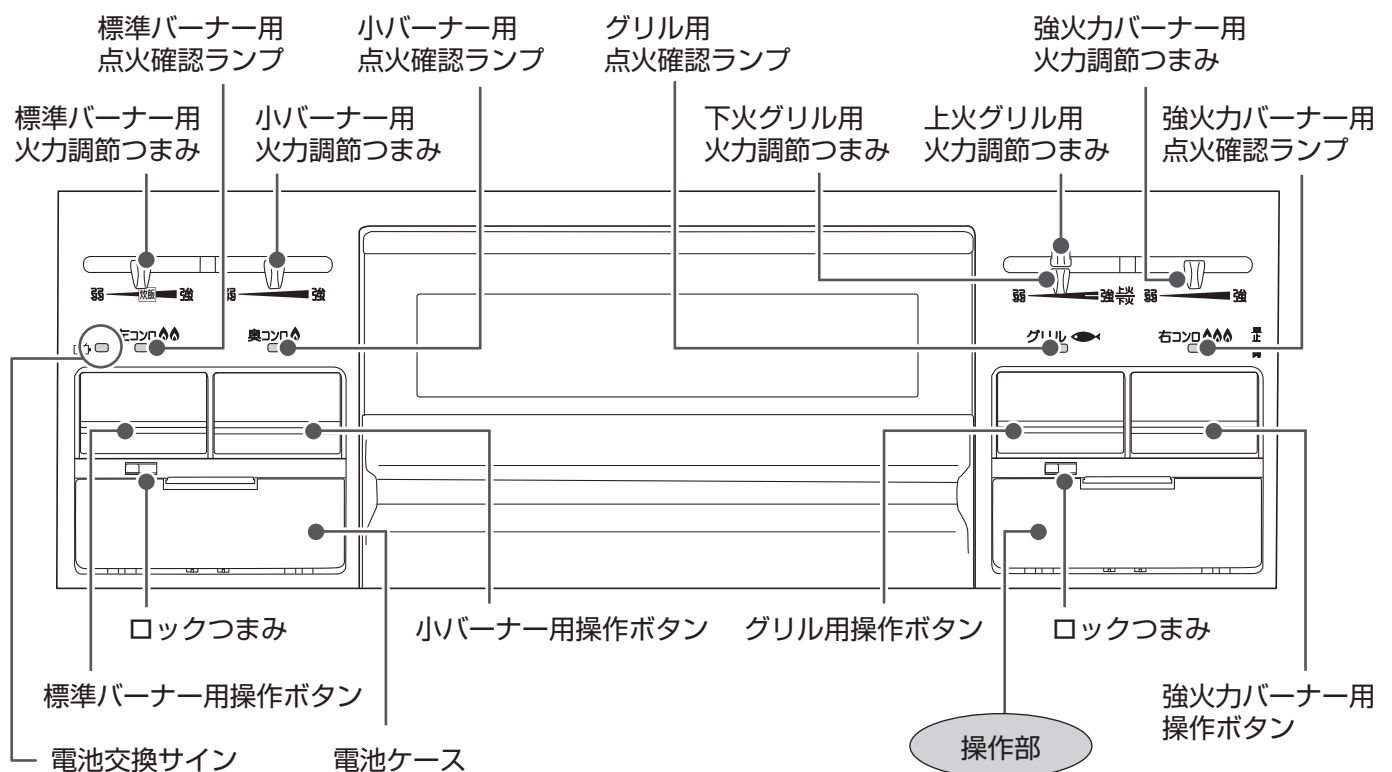 標準バーナー用
点火確認ランプ
小バーナー用
点火確認ランプ
グリル用
点火確認ランプ
強火力バーナー用
火力調節つまみ
標準バーナー用
火力調節つまみ
小バーナー用
火力調節つまみ
下火グリル用
火力調節つまみ
上火グリル用
火力調節つまみ
強火力バーナー用
点火確認ランプ
弱 炊飯 強
弱 強
弱 強
弱 強
左コンロ
奥コンロ
グリル
右コンロ
ロックつまみ
小バーナー用操作ボタン
グリル用操作ボタン
ロックつまみ
標準バーナー用操作ボタン
強火力バーナー用
操作ボタン
電池交換サイン
電池ケース
操作部